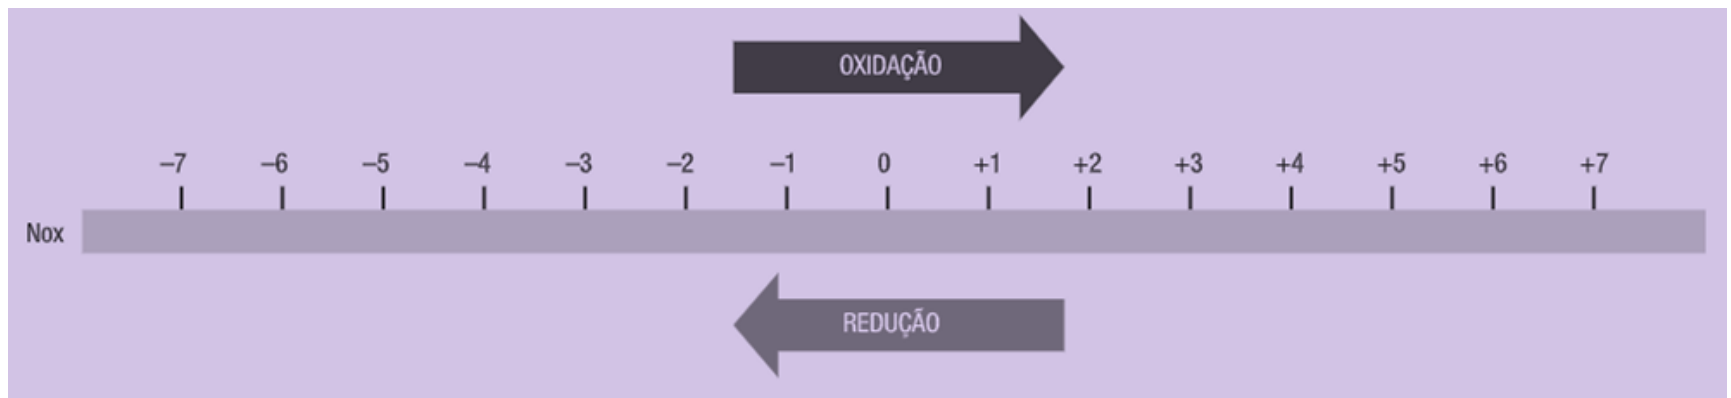 OXIDAÇÃO
–7 –6 –5 –4 –3 –2 –1 0 +1 +2 +3 +4 +5 +6 +7
Nox
REDUÇÃO